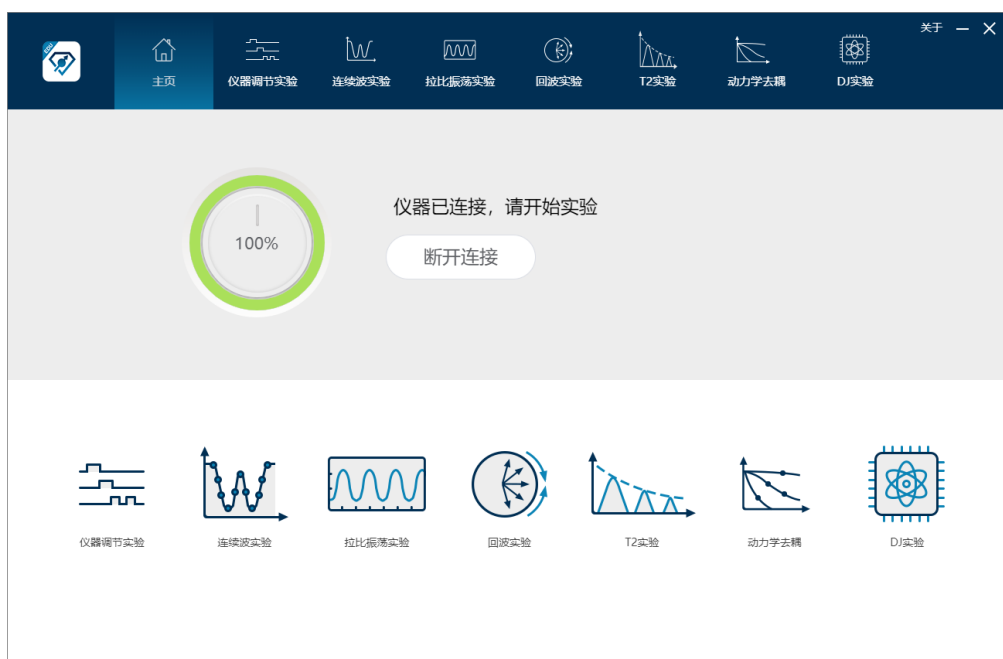 EDU
关于
主页
仪器调节实验
连续波实验
拉比振荡实验
回波实验
T2实验
动力学去耦
DJ实验
100%
仪器已连接，请开始实验
断开连接
仪器调节实验
连续波实验
拉比振荡实验
回波实验
T2实验
动力学去耦
DJ实验